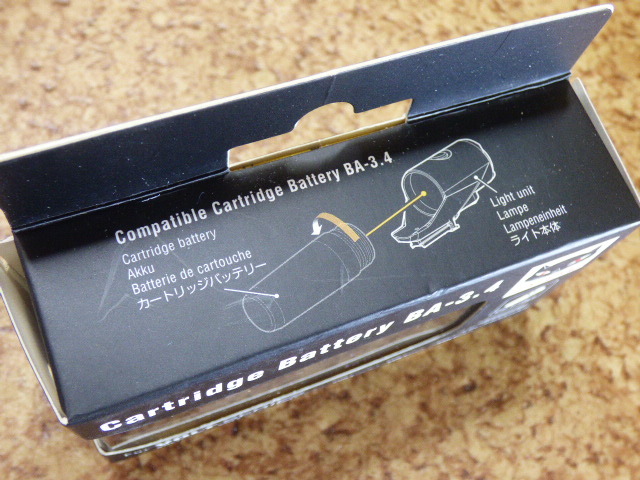 Compatible Cartridge Battery BA-3.4
Cartridge battery
Akku
Batterie de cartouche
カートリッジバッテリー
Light unit
Lampe
Lampeneinheit
ライト本体
Cartridge Battery BA-3.4